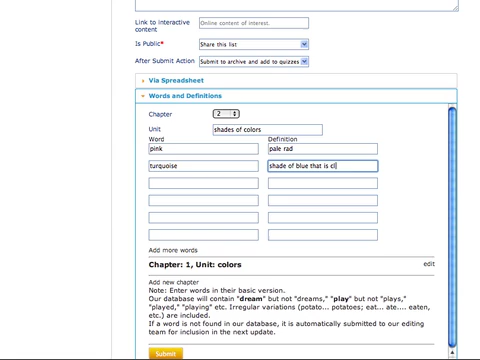 Link to interactive
content
Online content of interest.
Is Public*
Share this list
After Submit Action
Submit to archive and add to quizzes
Via Spreadsheet
Words and Definitions
Chapter
2
Unit
shades of colors
Word
Definition
pink
pale rad
turquoise
shade of blue that is cl
Add more words
Chapter: 1, Unit: colors
edit
Add new chapter
Note: Enter words in their basic version.
Our database will contain "dream" but not "dreams," "play" but not "plays,"
"played," "playing" etc. Irregular variations (potato... potatoes; eat... ate.... eaten,
etc.) are included.
If a word is not found in our database, it is automatically submitted to our editing
team for inclusion in the next update.
Submit